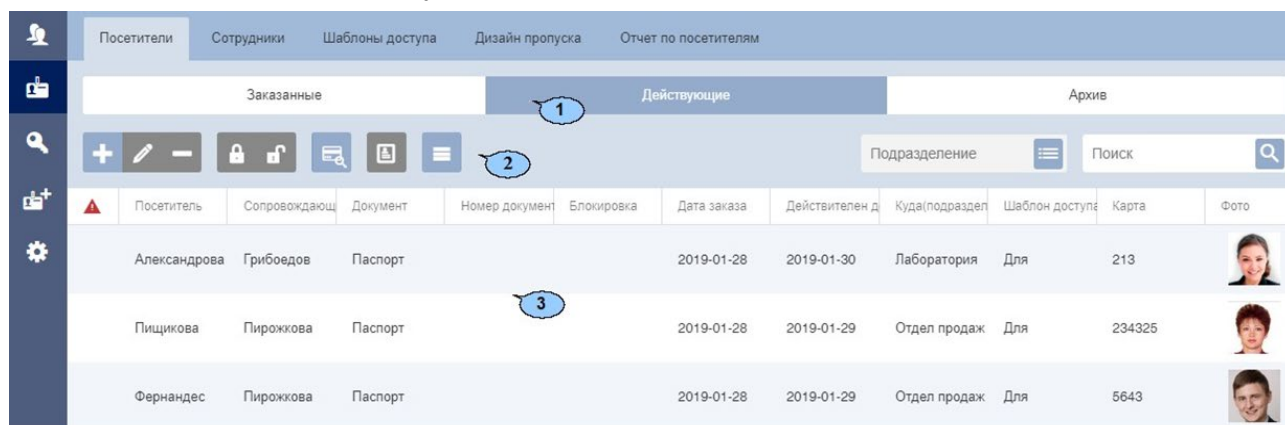 Посетители Сотрудники Шаблоны доступа Дизайн пропуска Отчет по посетителям
Заказанные Действующие Архив
1
2 Подразделение Поиск
Посетитель Сопровождающ Документ Номер документ Блокировка Дата заказа Действителен д Куда(подраздел Шаблон доступа Карта Фото
Александрова Грибоедов Паспорт 2019-01-28 2019-01-30 Лаборатория Для 213
3
Пищикова Пирожкова Паспорт 2019-01-28 2019-01-29 Отдел продаж Для 234325
Фернандес Пирожкова Паспорт 2019-01-28 2019-01-29 Отдел продаж Для 5643